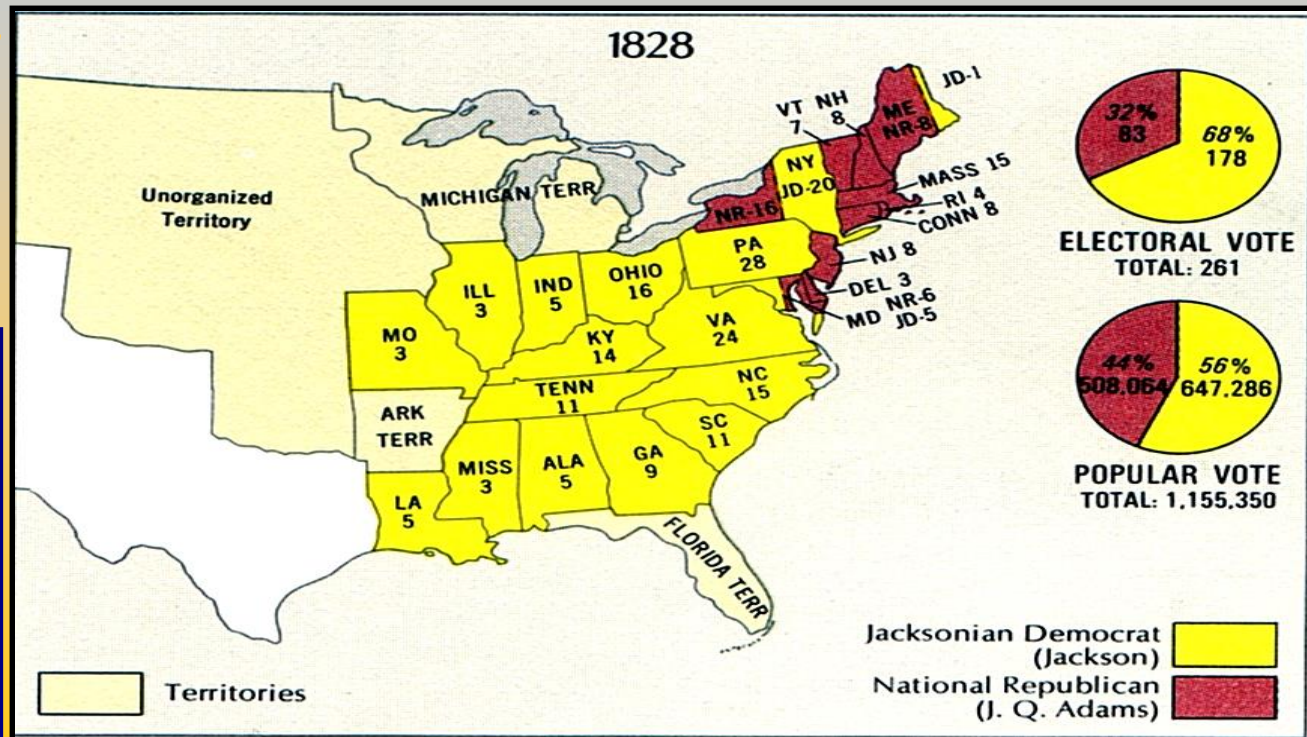 1828
JD-1
VT NH
7 8
ME
NR-8
NY
JD-20
NR-16
MASS 15
RI 4
CONN 8
Unorganized
Territory
MICHIGAN TERR
PA
28
NJ 8
DEL 3
MD NR-6
JD-5
ILL
3
IND
5
OHIO
16
MO
3
KY
14
VA
24
TENN
11
NC
15
ARK
TERR
SC
11
MISS
3
ALA
5
GA
9
LA
5
FLORIDA TERR
32%
83
68%
178
ELECTORAL VOTE
TOTAL: 261
44%
508,064
56%
647,286
POPULAR VOTE
TOTAL: 1,155,350
Territories
Jacksonian Democrat
(Jackson)
National Republican
(J. Q. Adams)